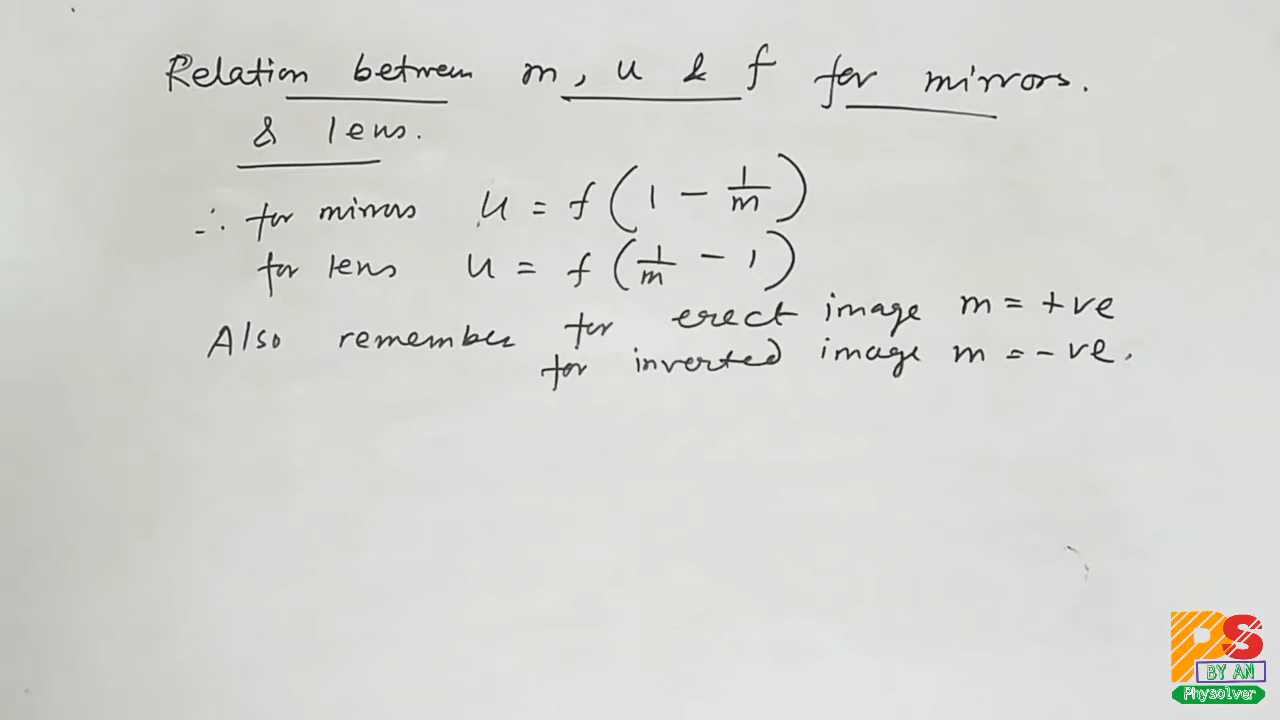 Relation between m, u & f for mirrors.
& lens.
∴ for mirrors u = f(1 - 1/m)
for lens u = f(1/m - 1)
Also remember for erect image m = +ve
for inverted image m = -ve.
PS
BY AN
Physolver